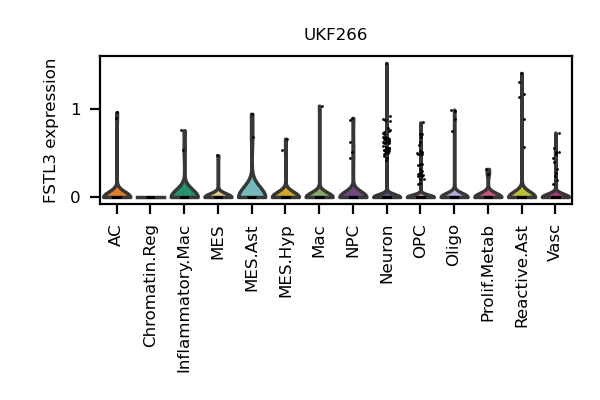 UKF266
FSTL3 expression
1
0
AC
Chromatin.Reg
Inflammatory.Mac
MES
MES.Ast
MES.Hyp
Mac
NPC
Neuron
OPC
Oligo
Prolif.Metab
Reactive.Ast
Vasc